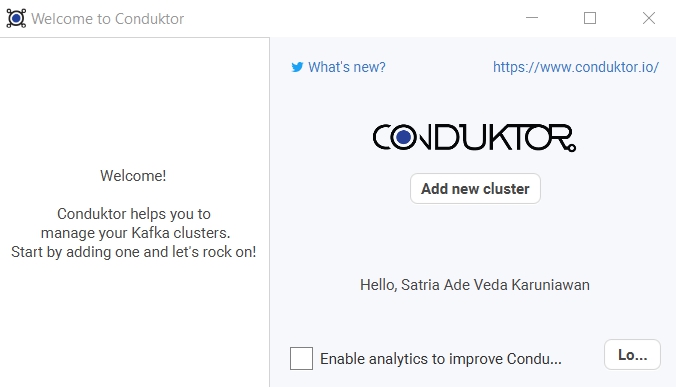 Welcome to Conduktor
What's new?
https://www.conduktor.io/
CONDUKTOR
Add new cluster
Welcome!
Conduktor helps you to
manage your Kafka clusters.
Start by adding one and let's rock on!
Hello, Satria Ade Veda Karuniawan
Enable analytics to improve Condu...
Lo...